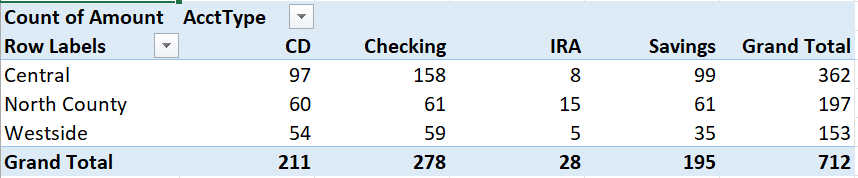 Count of Amount AcctType
Row Labels CD Checking IRA Savings Grand Total
Central 97 158 8 99 362
North County 60 61 15 61 197
Westside 54 59 5 35 153
Grand Total 211 278 28 195 712